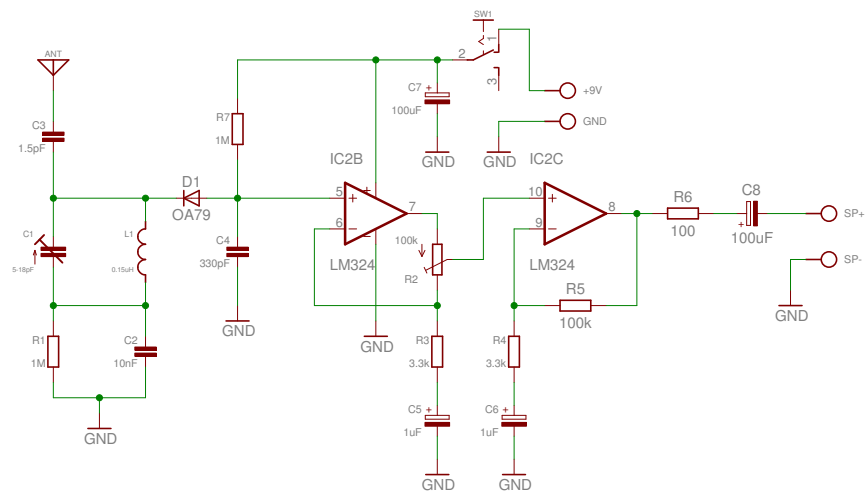 SW1
1
2
3
ANT
C7
+
100uF
+9V
GND
GND
GND
C3
1.5pF
R7
1M
IC2B
IC2C
D1
OA79
5
+
6
−
+
−
7
10
+
9
−
8
LM324
LM324
R6
100
C8
+
100uF
SP+
SP-
GND
C1
5-18pF
L1
0.15uH
C4
330pF
GND
100k
R2
R5
100k
GND
R1
1M
C2
10nF
GND
R3
3.3k
R4
3.3k
C5
+
1uF
C6
+
1uF
GND
GND